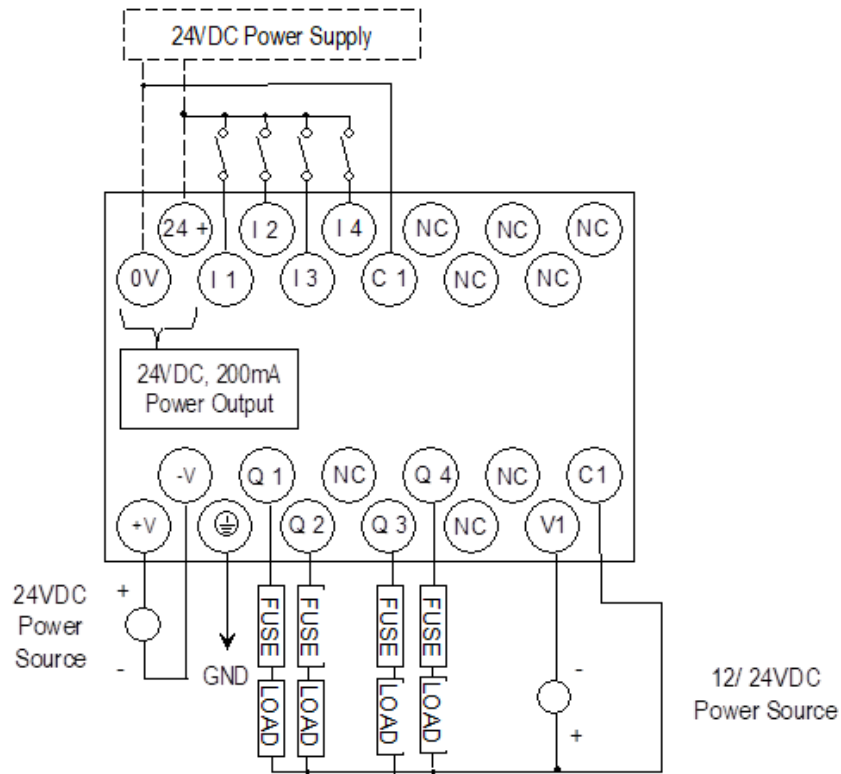 24VDC Power Supply
24 +
I 2
I 4
NC
NC
NC
0V
I 1
I 3
C 1
NC
NC
24VDC, 200mA
Power Output
-V
Q 1
NC
Q 4
NC
C1
+V
Q 2
Q 3
NC
V1
24VDC
Power
Source
+
-
GND
FUSE
FUSE
FUSE
FUSE
LOAD
LOAD
LOAD
LOAD
-
+
12/ 24VDC
Power Source